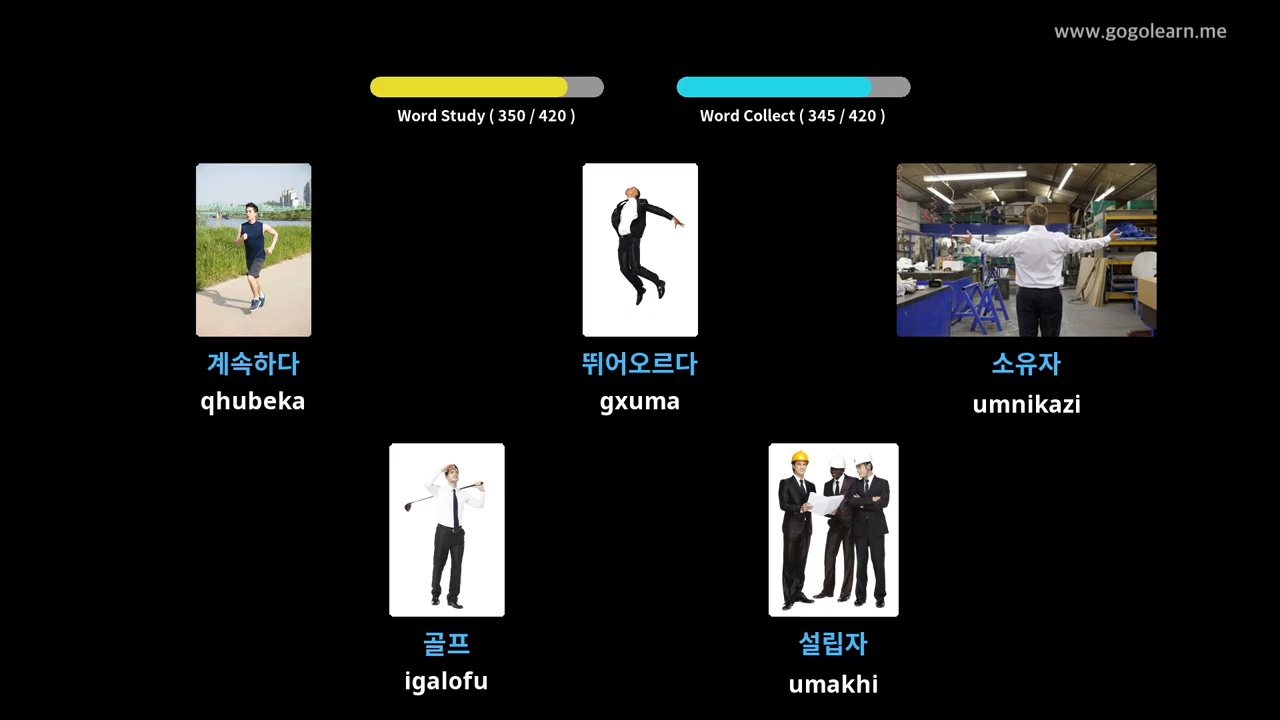 www.gogolearn.me
Word Study ( 350 / 420 )
Word Collect ( 345 / 420 )
계속하다
qhubeka
뛰어오르다
gxuma
소유자
umnikazi
골프
igalofu
설립자
umakhi